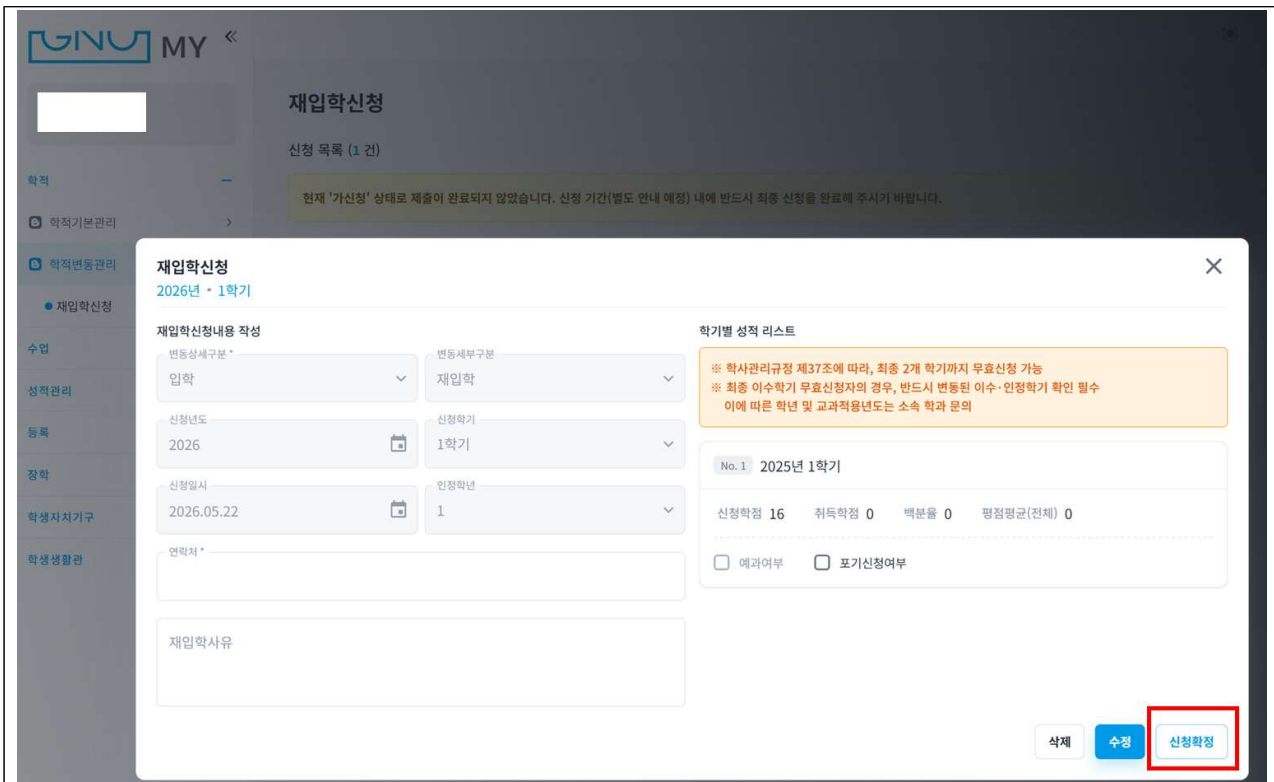 GNU MY
재입학신청
신청 목록 (1 건)
현재 '가신청' 상태로 제출이 완료되지 않았습니다. 신청 기간(별도 안내 예정) 내에 반드시 최종 신청을 완료해 주시기 바랍니다.
학적
학적기본관리
학적변동관리
재입학신청
수업
성적관리
등록
장학
학생자치기구
학생생활관
재입학신청
2026년 • 1학기
재입학신청내용 작성
변동상세구분 *
입학
변동세부구분
재입학
신청년도
2026
신청학기
1학기
신청일시
2026.05.22
인정학년
1
연락처 *
재입학사유
학기별 성적 리스트
※ 학사관리규정 제37조에 따라, 최종 2개 학기까지 무효신청 가능
※ 최종 이수학기 무효신청자의 경우, 반드시 변동된 이수·인정학기 확인 필수
이에 따른 학년 및 교과적용년도는 소속 학과 문의
No. 1 2025년 1학기
신청학점 16 취득학점 0 백분율 0 평점평균(전체) 0
예과여부 포기신청여부
삭제 수정 신청확정